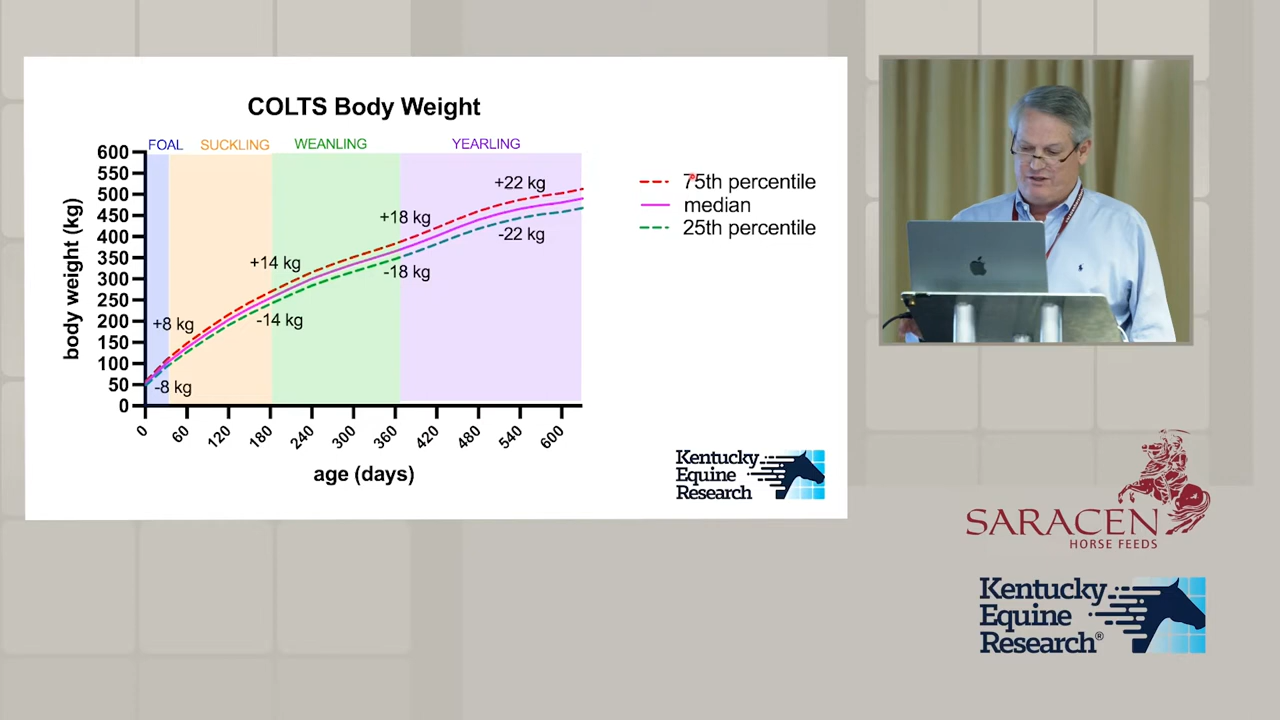 COLTS Body Weight
FOAL SUCKLING WEANLING YEARLING
600
550
500
450
400
350
300
250
200
150
100
50
0
body weight (kg)
+8 kg
-8 kg
+14 kg
-14 kg
+18 kg
-18 kg
+22 kg
-22 kg
0 60 120 180 240 300 360 420 480 540 600
age (days)
75th percentile
median
25th percentile
Kentucky
Equine
Research
SARACEN
HORSE FEEDS
Kentucky
Equine
Research®